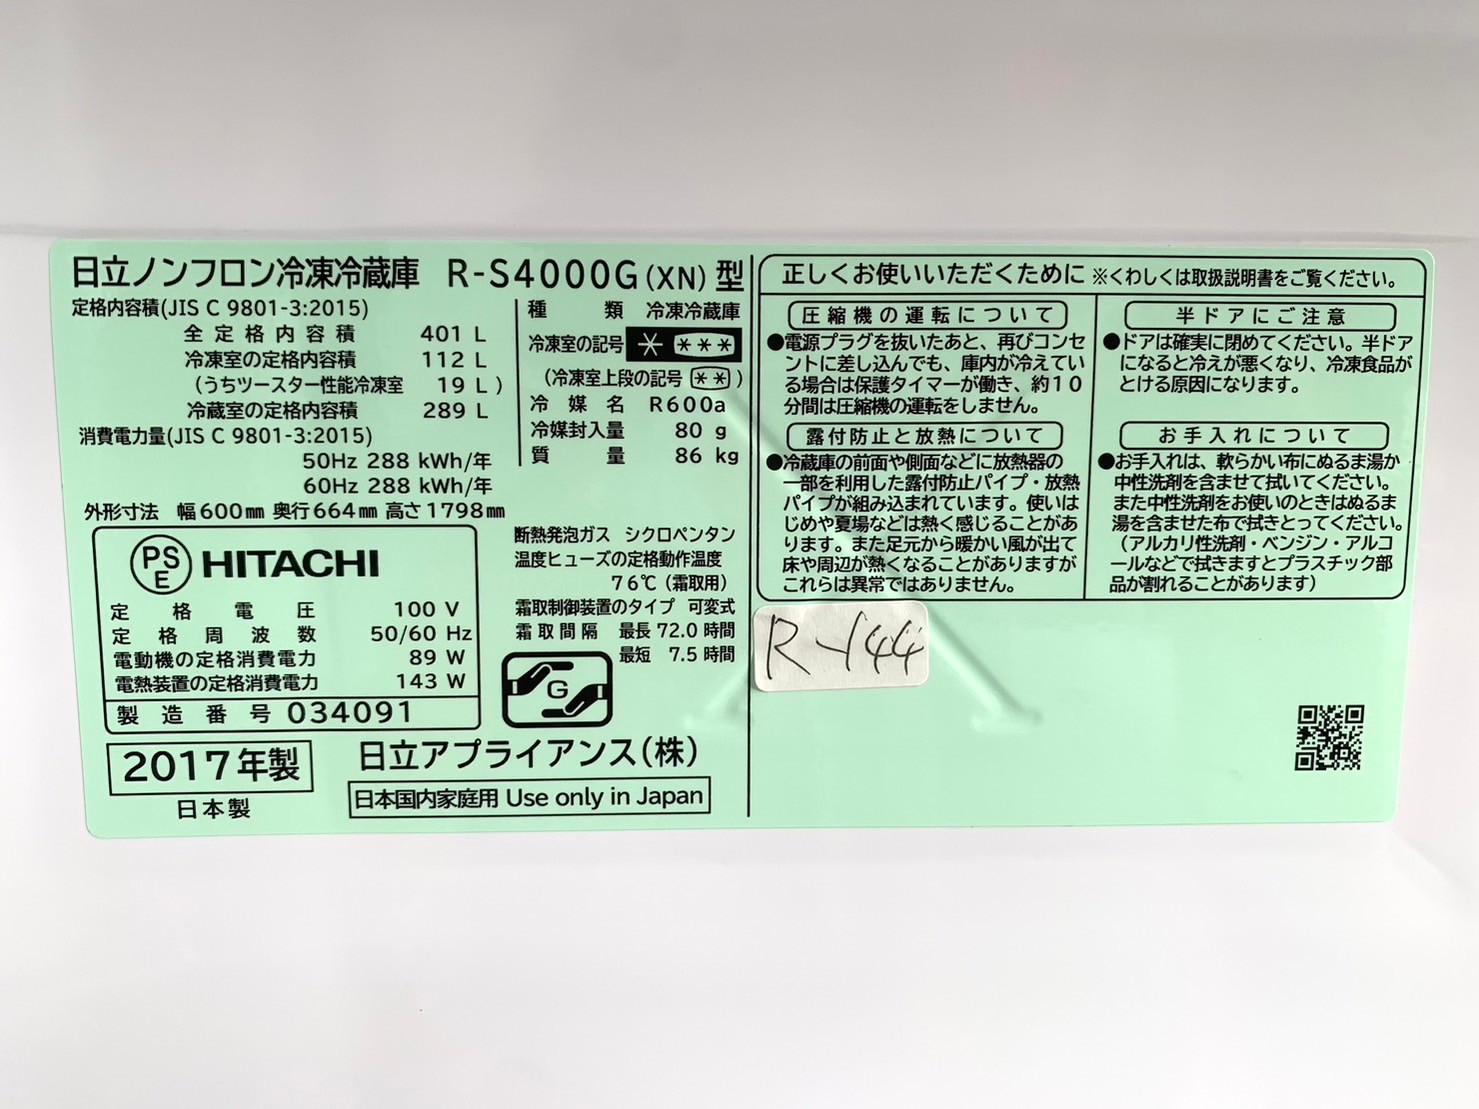 日立ノンフロン冷凍冷蔵庫 R-S4000G(XN)型
定格内容積(JIS C 9801-3:2015)
全定格内容積 401 L
冷凍室の定格内容積 112 L
(うちツースター性能冷凍室 19 L)
冷蔵室の定格内容積 289 L
消費電力量(JIS C 9801-3:2015)
50Hz 288 kWh/年
60Hz 288 kWh/年
外形寸法 幅600mm 奥行664mm 高さ1798mm
種類 冷凍冷蔵庫
冷凍室の記号 * ***
(冷凍室上段の記号 **)
冷媒名 R600a
冷媒封入量 80 g
質量 86 kg
PS
E
HITACHI
定格電圧 100 V
定格周波数 50/60 Hz
電動機の定格消費電力 89 W
電熱装置の定格消費電力 143 W
製造番号 034091
断熱発泡ガス シクロペンタン
温度ヒューズの定格動作温度
76℃(霜取用)
霜取制御装置のタイプ 可変式
霜取間隔 最長 72.0 時間
最短 7.5 時間
G
2017年製
日本製
日立アプライアンス(株)
日本国内家庭用 Use only in Japan
正しくお使いいただくために ※くわしくは取扱説明書をご覧ください。
圧縮機の運転について
●電源プラグを抜いたあと、再びコンセ
ントに差し込んでも、庫内が冷えてい
る場合は保護タイマーが働き、約10
分間は圧縮機の運転をしません。
露付防止と放熱について
●冷蔵庫の前面や側面などに放熱器の
一部を利用した露付防止パイプ・放熱
パイプが組み込まれています。使いは
じめや夏場などは熱く感じることがあ
ります。また足元から暖かい風が出て
床や周辺が熱くなることがありますが
これらは異常ではありません。
半ドアにご注意
●ドアは確実に閉めてください。半ドア
になると冷えが悪くなり、冷凍食品が
とける原因になります。
お手入れについて
●お手入れは、軟らかい布にぬるま湯か
中性洗剤を含ませて拭いてください。
また中性洗剤をお使いのときはぬるま
湯を含ませた布で拭きとってください。
(アルカリ性洗剤・ベンジン・アルコ
ールなどで拭きますとプラスチック部
品が割れることがあります)
R-144